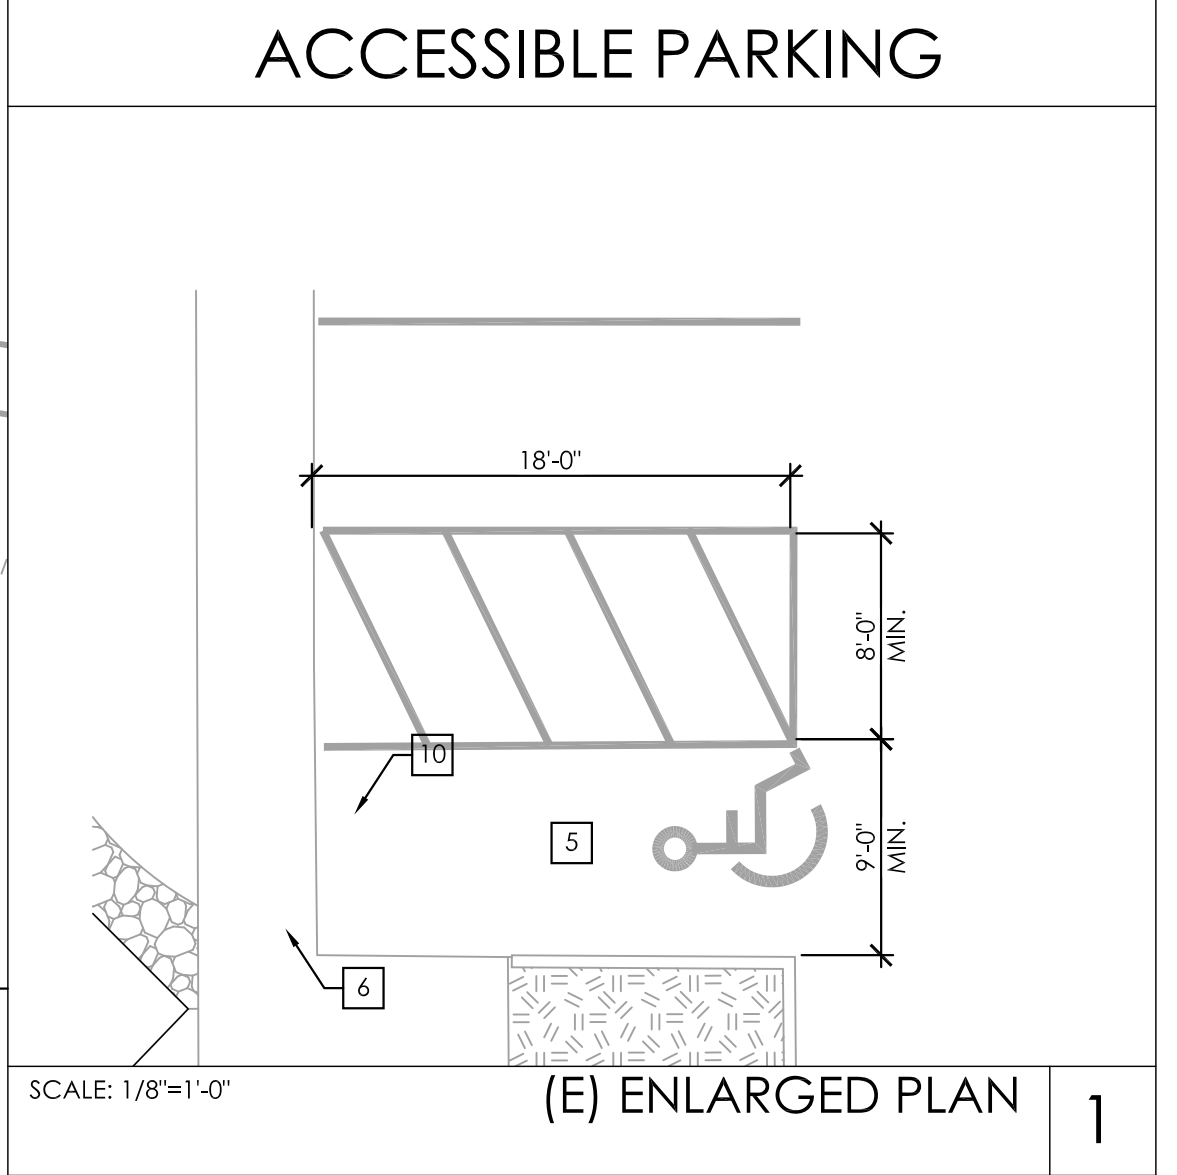 ACCESSIBLE PARKING
18'-0"
8'-0"
MIN.
10
5
9'-0"
MIN.
6
SCALE: 1/8"=1'-0"
(E) ENLARGED PLAN
1